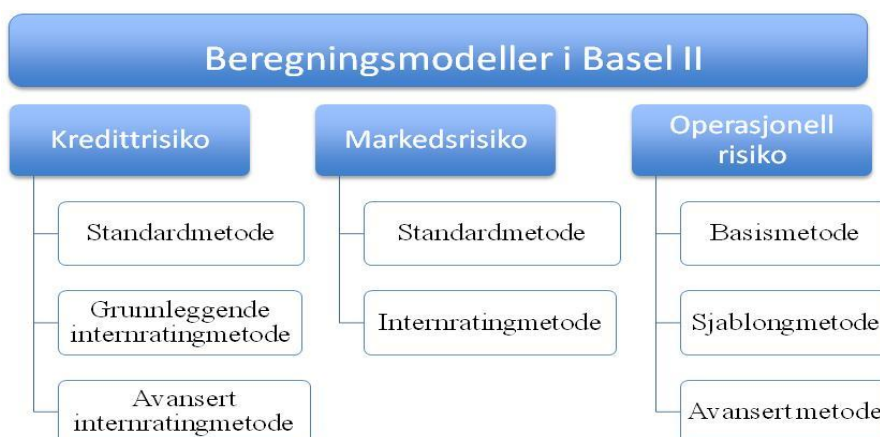 Beregningsmodeller i Basel II
Kredittrisiko
Standardmetode
Grunnleggende
internratingmetode
Avansert
internratingmetode
Markedsrisiko
Standardmetode
Internratingmetode
Operasjonell
risiko
Basismetode
Sjablongmetode
Avansert metode